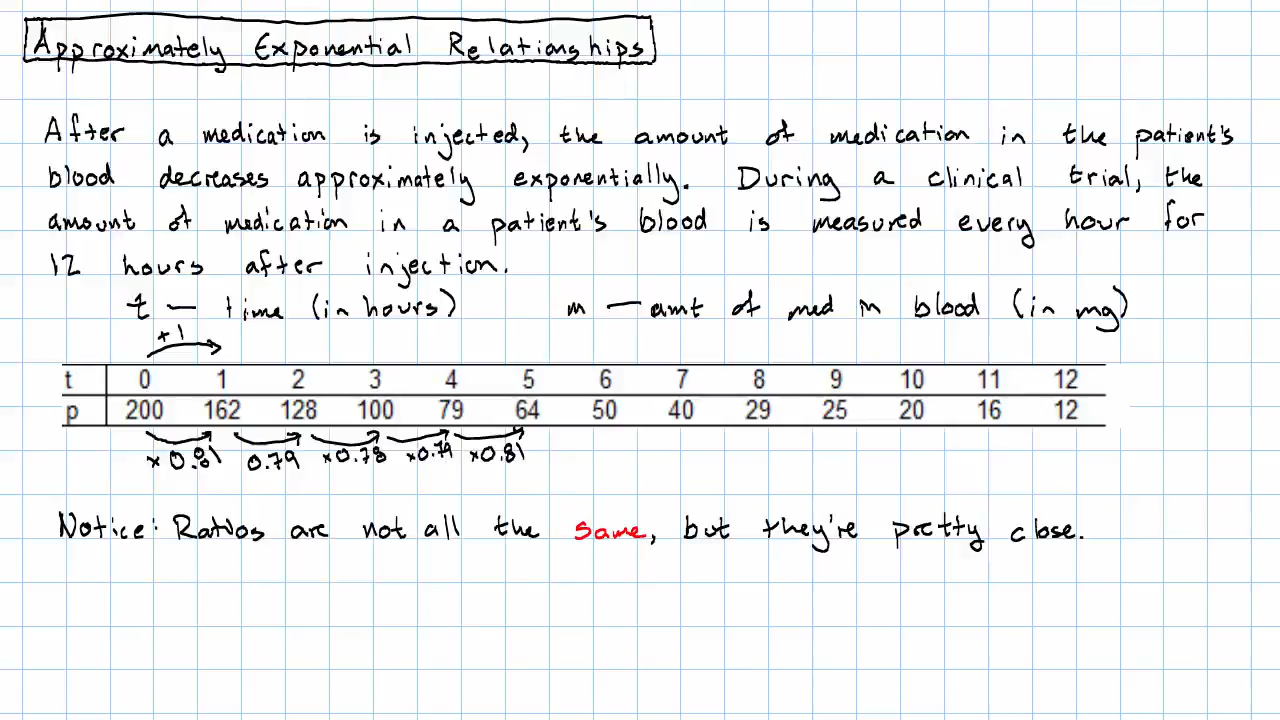 Approximately Exponential Relationships
After a medication is injected, the amount of medication in the patient's
blood decreases approximately exponentially. During a clinical trial, the
amount of medication in a patient's blood is measured every hour for
12 hours after injection.
t — time (in hours) m — amt of med in blood (in mg)
+1
t 0 1 2 3 4 5 6 7 8 9 10 11 12
p 200 162 128 100 79 64 50 40 29 25 20 16 12
×0.81 0.79 ×0.78 ×0.79 ×0.81
Notice: Ratios are not all the same, but they're pretty close.